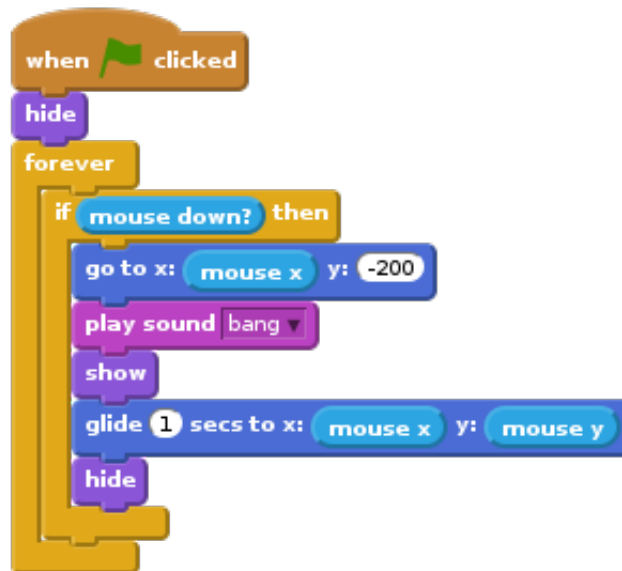 when clicked
hide
forever
if mouse down? then
go to x: mouse x y: -200
play sound bang
show
glide 1 secs to x: mouse x y: mouse y
hide